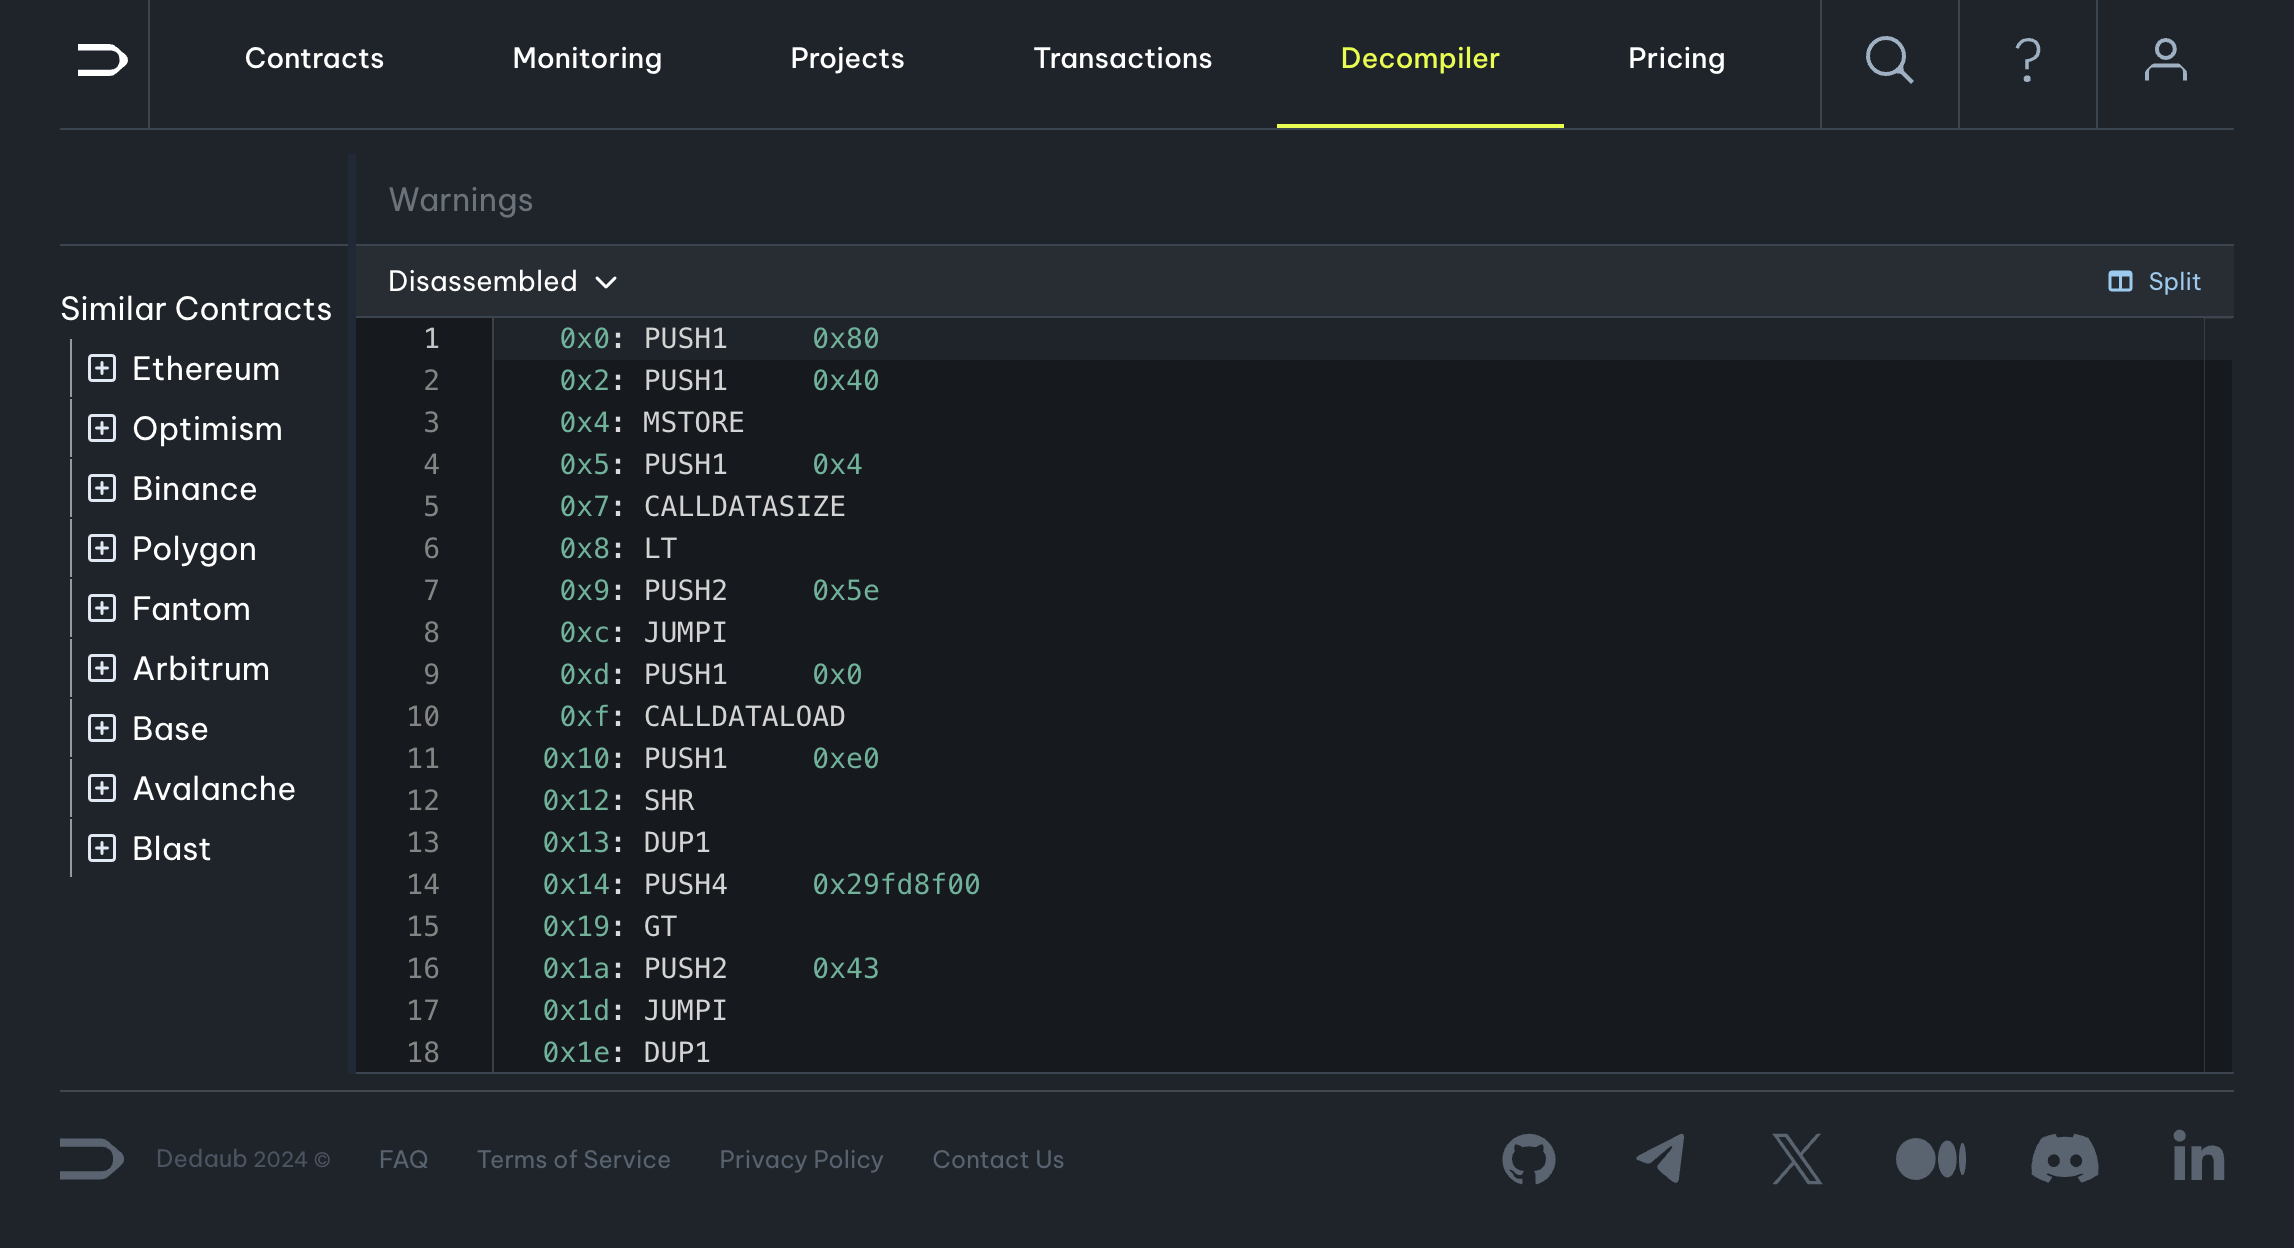 Contracts Monitoring Projects Transactions Decompiler Pricing
Warnings
Disassembled Split
Similar Contracts
Ethereum
Optimism
Binance
Polygon
Fantom
Arbitrum
Base
Avalanche
Blast
1 0x0: PUSH1 0x80
2 0x2: PUSH1 0x40
3 0x4: MSTORE
4 0x5: PUSH1 0x4
5 0x7: CALLDATASIZE
6 0x8: LT
7 0x9: PUSH2 0x5e
8 0xc: JUMPI
9 0xd: PUSH1 0x0
10 0xf: CALLDATALOAD
11 0x10: PUSH1 0xe0
12 0x12: SHR
13 0x13: DUP1
14 0x14: PUSH4 0x29fd8f00
15 0x19: GT
16 0x1a: PUSH2 0x43
17 0x1d: JUMPI
18 0x1e: DUP1
Dedaub 2024 © FAQ Terms of Service Privacy Policy Contact Us